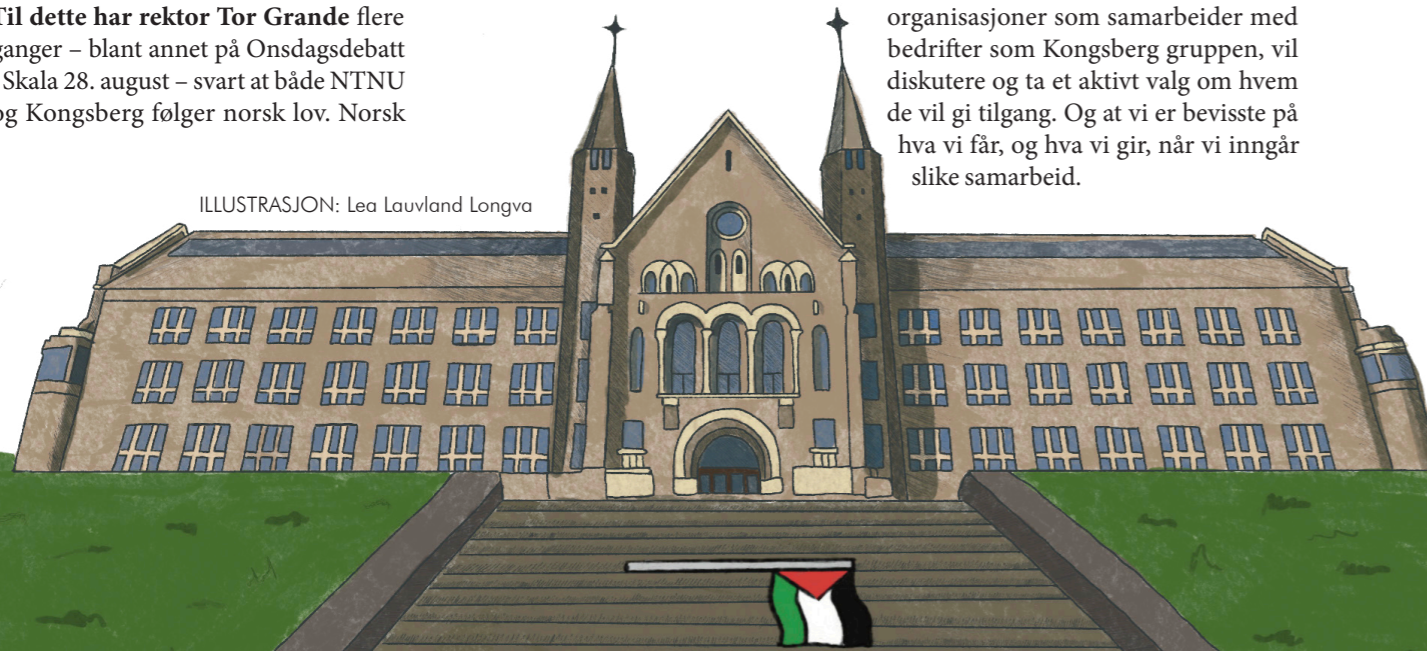 Til dette har rektor Tor Grande flere
ganger – blant annet på Onsdagsdebatt
Skala 28. august – svart at både NTNU
og Kongsberg følger norsk lov. Norsk
ILLUSTRASJON: Lea Lauvland Longva
organisasjoner som samarbeider med
bedrifter som Kongsberg gruppen, vil
diskutere og ta et aktivt valg om hvem
de vil gi tilgang. Og at vi er bevisste på
hva vi får, og hva vi gir, når vi inngår
slike samarbeid.